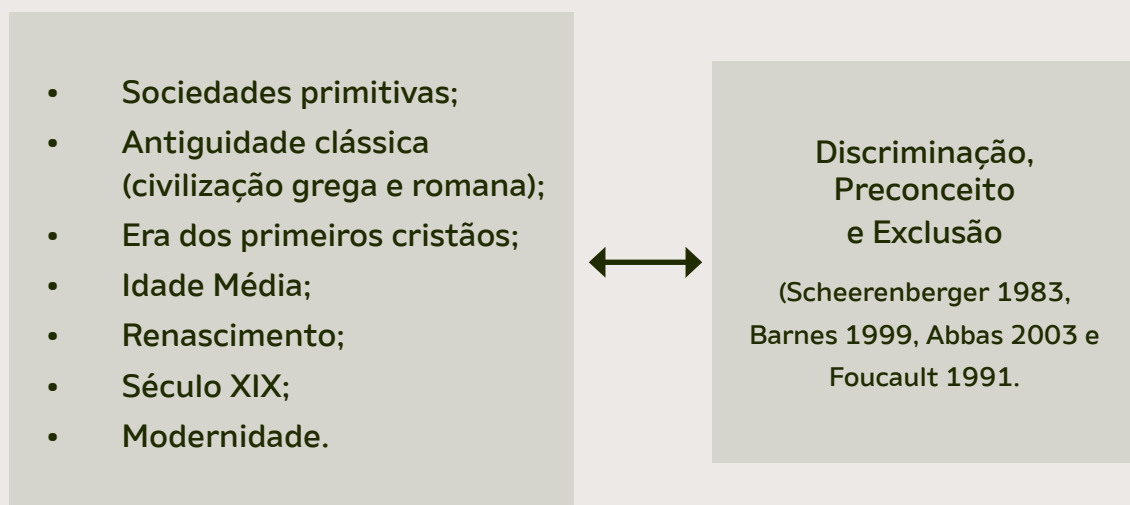 • Sociedades primitivas;
• Antiguidade clássica
(civilização grega e romana);
• Era dos primeiros cristãos;
• Idade Média;
• Renascimento;
• Século XIX;
• Modernidade.
Discriminação,
Preconceito
e Exclusão
(Scheerenberger 1983,
Barnes 1999, Abbas 2003 e
Foucault 1991.